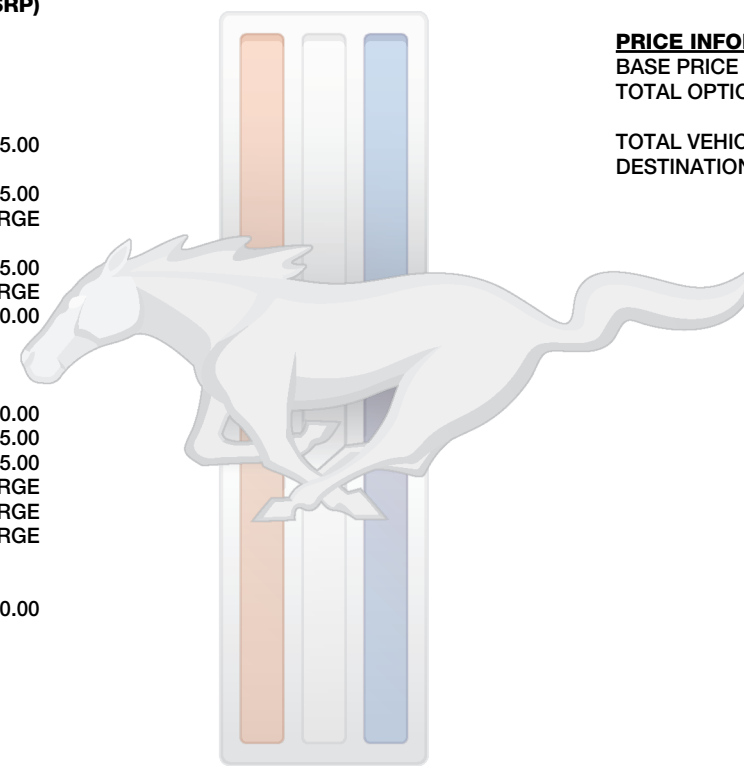 SRP)
5.00
5.00
RGE
5.00
RGE
0.00
0.00
5.00
5.00
RGE
RGE
RGE
0.00
PRICE INFO
BASE PRICE
TOTAL OPTIO
TOTAL VEHIC
DESTINATION